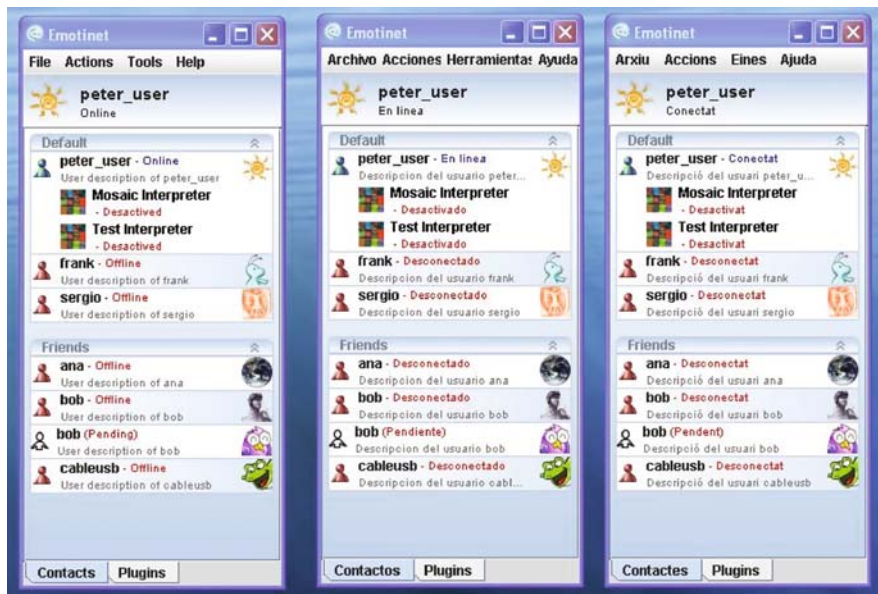 Emotinet
File Actions Tools Help
peter_user
Online
Default
peter_user - Online
User description of peter_user
Mosaic Interpreter
- Desactived
Test Interpreter
- Desactived
frank - Offline
User description of frank
sergio - Offline
User description of sergio
Friends
ana - Offline
User description of ana
bob - Offline
User description of bob
bob (Pending)
User description of bob
cableusb - Offline
User description of cableusb
Contacts Plugins
Emotinet
Archivo Acciones Herramientas Ayuda
peter_user
En linea
Default
peter_user - En linea
Descripcion del usuario peter...
Mosaic Interpreter
- Desactivado
Test Interpreter
- Desactivado
frank - Desconectado
Descripcion del usuario frank
sergio - Desconectado
Descripcion del usuario sergio
Friends
ana - Desconectado
Descripcion del usuario ana
bob - Desconectado
Descripcion del usuario bob
bob (Pendiente)
Descripcion del usuario bob
cableusb - Desconectado
Descripcion del usuario cabl...
Contactos Plugins
Emotinet
Arxiu Accions Eines Ajuda
peter_user
Conectat
Default
peter_user - Conectat
Descripció del usuari peter_u...
Mosaic Interpreter
- Desactivat
Test Interpreter
- Desactivat
frank - Desconectat
Descripció del usuari frank
sergio - Desconectat
Descripció del usuari sergio
Friends
ana - Desconectat
Descripció del usuari ana
bob - Desconectat
Descripció del usuari bob
bob (Pendent)
Descripció del usuari bob
cableusb - Desconectat
Descripció del usuari cableusb
Contactes Plugins